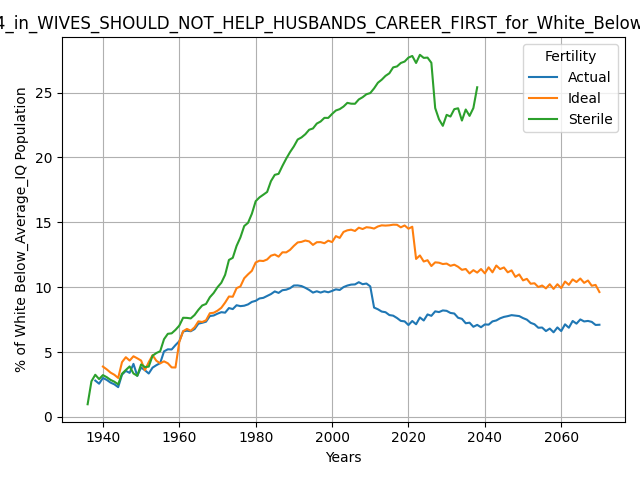 4_in_WIVES_SHOULD_NOT_HELP_HUSBANDS_CAREER_FIRST_for_White_Below
% of White Below_Average_IQ Population
25
20
15
10
5
0
Fertility
Actual
Ideal
Sterile
1940
1960
1980
2000
2020
2040
2060
Years